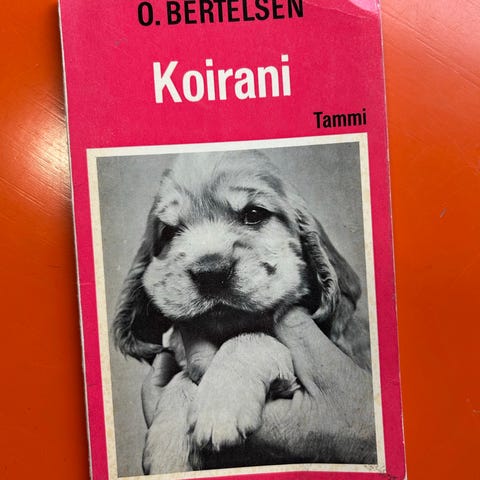 O. BERTELSEN
Koirani
Tammi